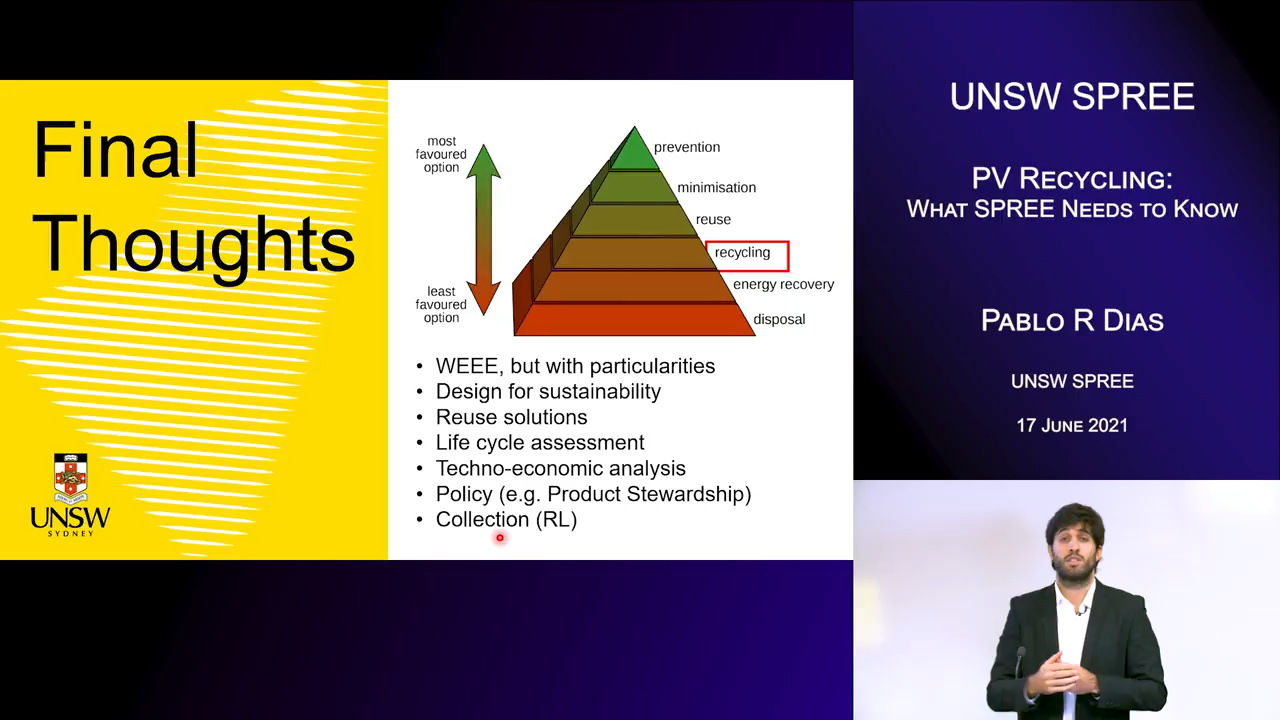 Final
Thoughts
UNSW
SYDNEY
most
favoured
option
least
favoured
option
prevention
minimisation
reuse
recycling
energy recovery
disposal
• WEEE, but with particularities
• Design for sustainability
• Reuse solutions
• Life cycle assessment
• Techno-economic analysis
• Policy (e.g. Product Stewardship)
• Collection (RL)
UNSW SPREE
PV Recycling:
What SPREE Needs to Know
Pablo R Dias
UNSW SPREE
17 June 2021